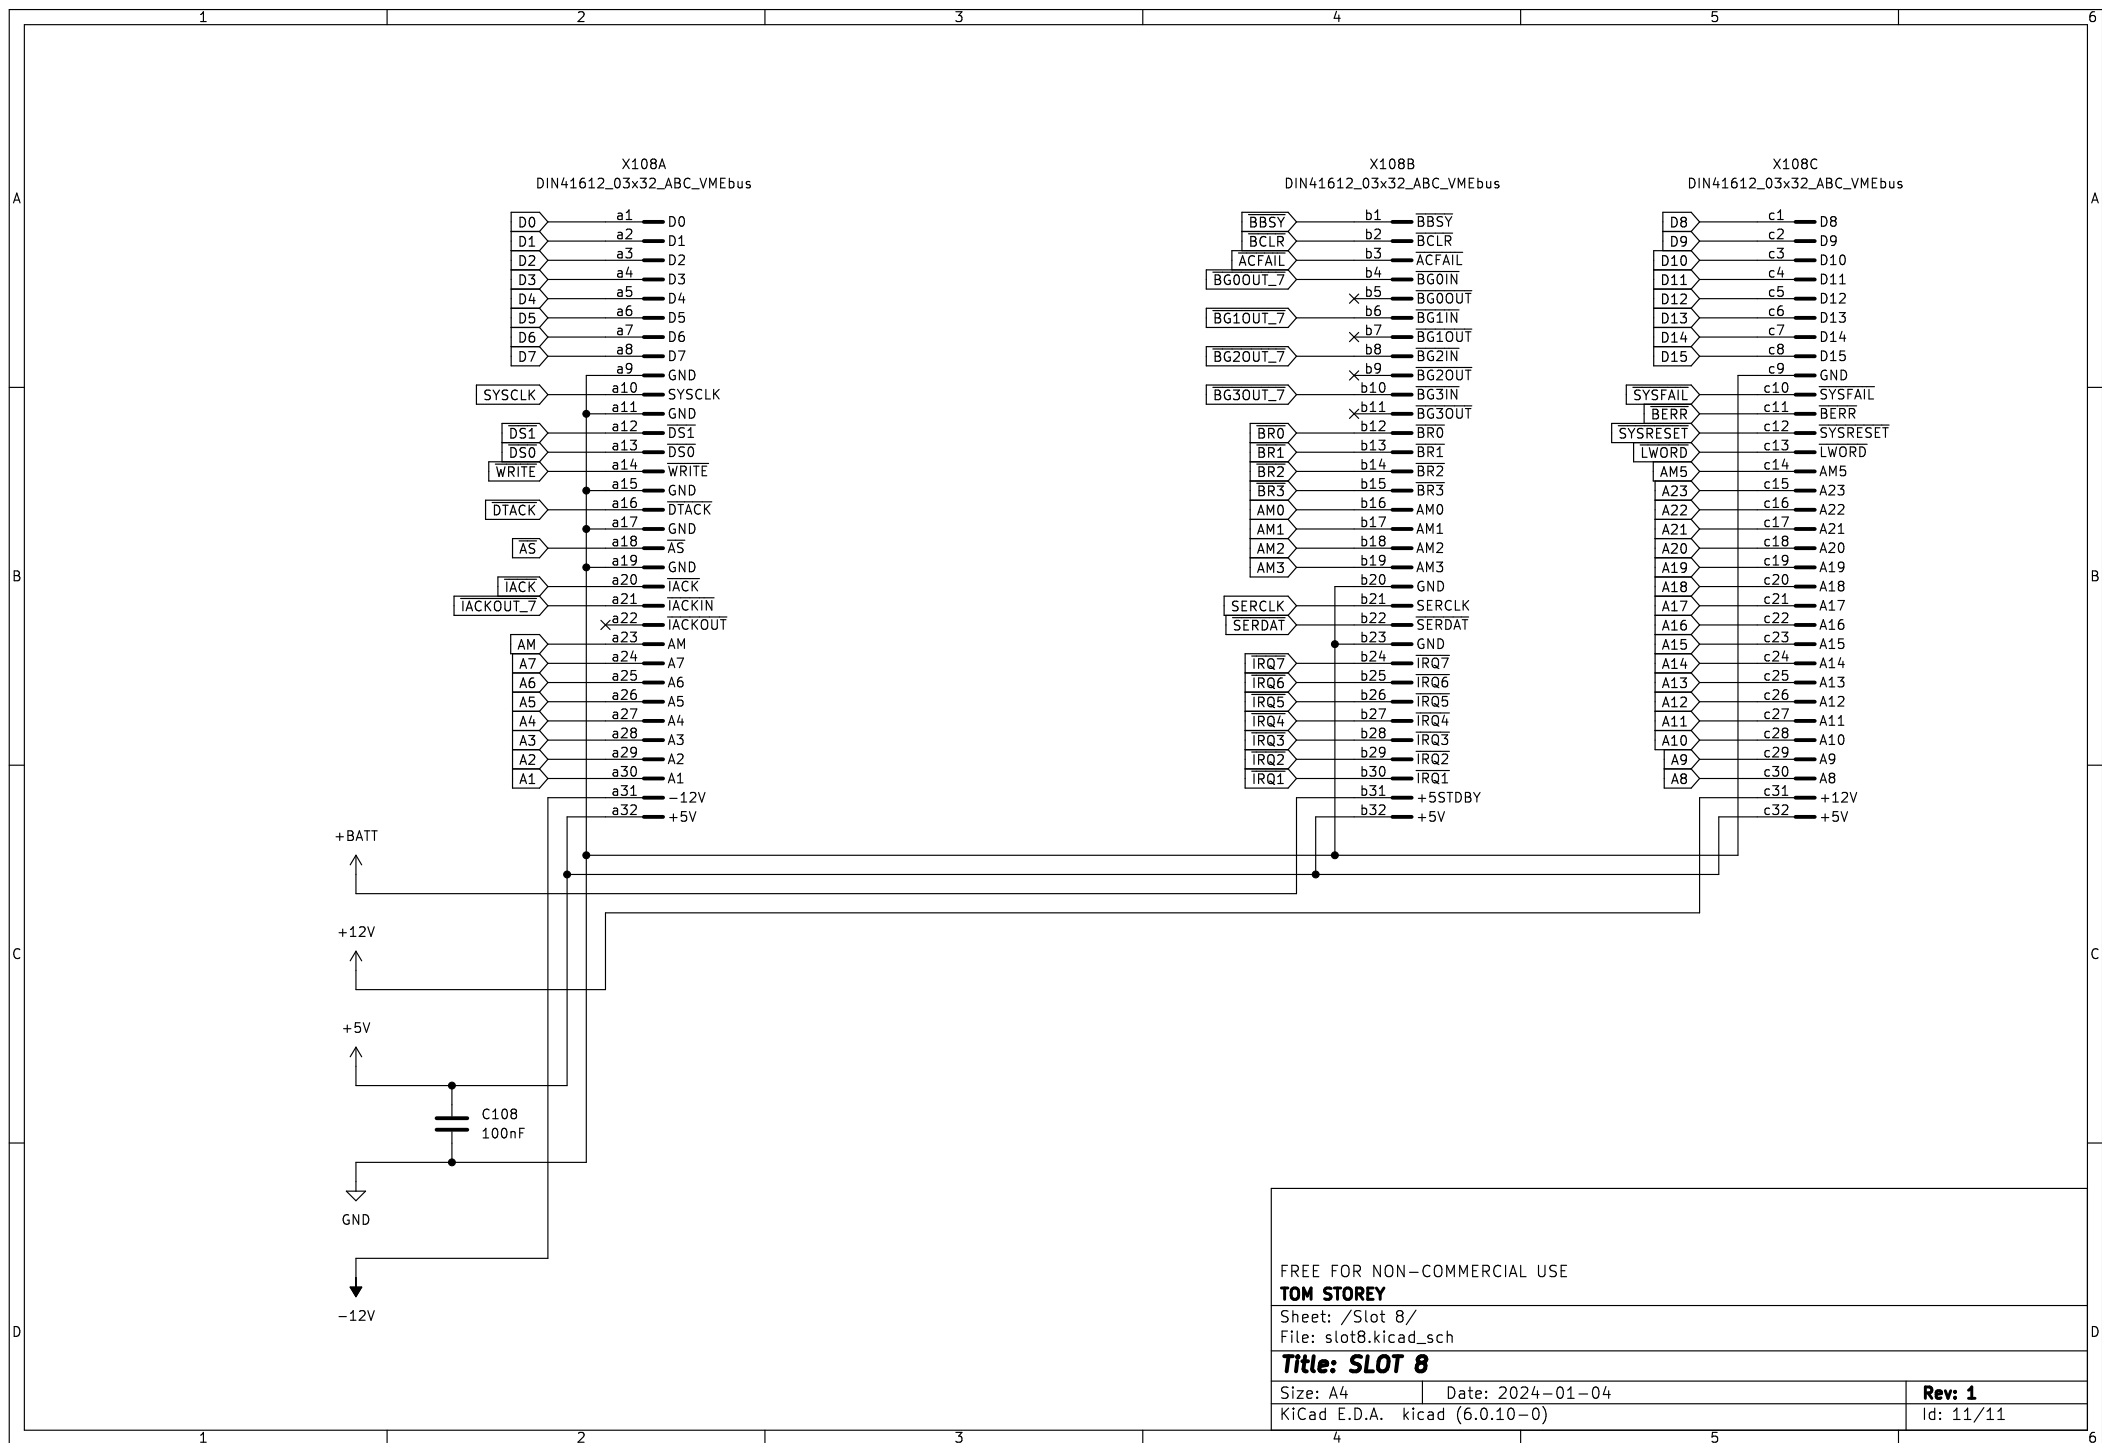 1 2 3 4 5 6
A A
B B
C C
D D
X108A
DIN41612_03x32_ABC_VMEbus
D0 a1 D0
D1 a2 D1
D2 a3 D2
D3 a4 D3
D4 a5 D4
D5 a6 D5
D6 a7 D6
D7 a8 D7
a9 GND
SYSCLK a10 SYSCLK
a11 GND
DS1 a12 DS1
DS0 a13 DS0
WRITE a14 WRITE
a15 GND
DTACK a16 DTACK
a17 GND
AS a18 AS
a19 GND
IACK a20 IACK
IACKOUT_7 a21 IACKIN
a22 IACKOUT
AM a23 AM
A7 a24 A7
A6 a25 A6
A5 a26 A5
A4 a27 A4
A3 a28 A3
A2 a29 A2
A1 a30 A1
a31 -12V
a32 +5V
X108B
DIN41612_03x32_ABC_VMEbus
BBSY b1 BBSY
BCLR b2 BCLR
ACFAIL b3 ACFAIL
BG0OUT_7 b4 BG0IN
b5 BG0OUT
BG1OUT_7 b6 BG1IN
b7 BG1OUT
BG2OUT_7 b8 BG2IN
b9 BG2OUT
BG3OUT_7 b10 BG3IN
b11 BG3OUT
BR0 b12 BR0
BR1 b13 BR1
BR2 b14 BR2
BR3 b15 BR3
AM0 b16 AM0
AM1 b17 AM1
AM2 b18 AM2
AM3 b19 AM3
b20 GND
SERCLK b21 SERCLK
SERDAT b22 SERDAT
b23 GND
IRQ7 b24 IRQ7
IRQ6 b25 IRQ6
IRQ5 b26 IRQ5
IRQ4 b27 IRQ4
IRQ3 b28 IRQ3
IRQ2 b29 IRQ2
IRQ1 b30 IRQ1
b31 +5STDBY
b32 +5V
X108C
DIN41612_03x32_ABC_VMEbus
D8 c1 D8
D9 c2 D9
D10 c3 D10
D11 c4 D11
D12 c5 D12
D13 c6 D13
D14 c7 D14
D15 c8 D15
c9 GND
SYSFAIL c10 SYSFAIL
BERR c11 BERR
SYSRESET c12 SYSRESET
LWORD c13 LWORD
AM5 c14 AM5
A23 c15 A23
A22 c16 A22
A21 c17 A21
A20 c18 A20
A19 c19 A19
A18 c20 A18
A17 c21 A17
A16 c22 A16
A15 c23 A15
A14 c24 A14
A13 c25 A13
A12 c26 A12
A11 c27 A11
A10 c28 A10
A9 c29 A9
A8 c30 A8
c31 +12V
c32 +5V
+BATT
+12V
+5V
C108
100nF
GND
-12V
FREE FOR NON-COMMERCIAL USE
TOM STOREY
Sheet: /Slot 8/
File: slot8.kicad_sch
Title: SLOT 8
Size: A4 Date: 2024-01-04 Rev: 1
KiCad E.D.A. kicad (6.0.10-0) Id: 11/11
1 2 3 4 5 6